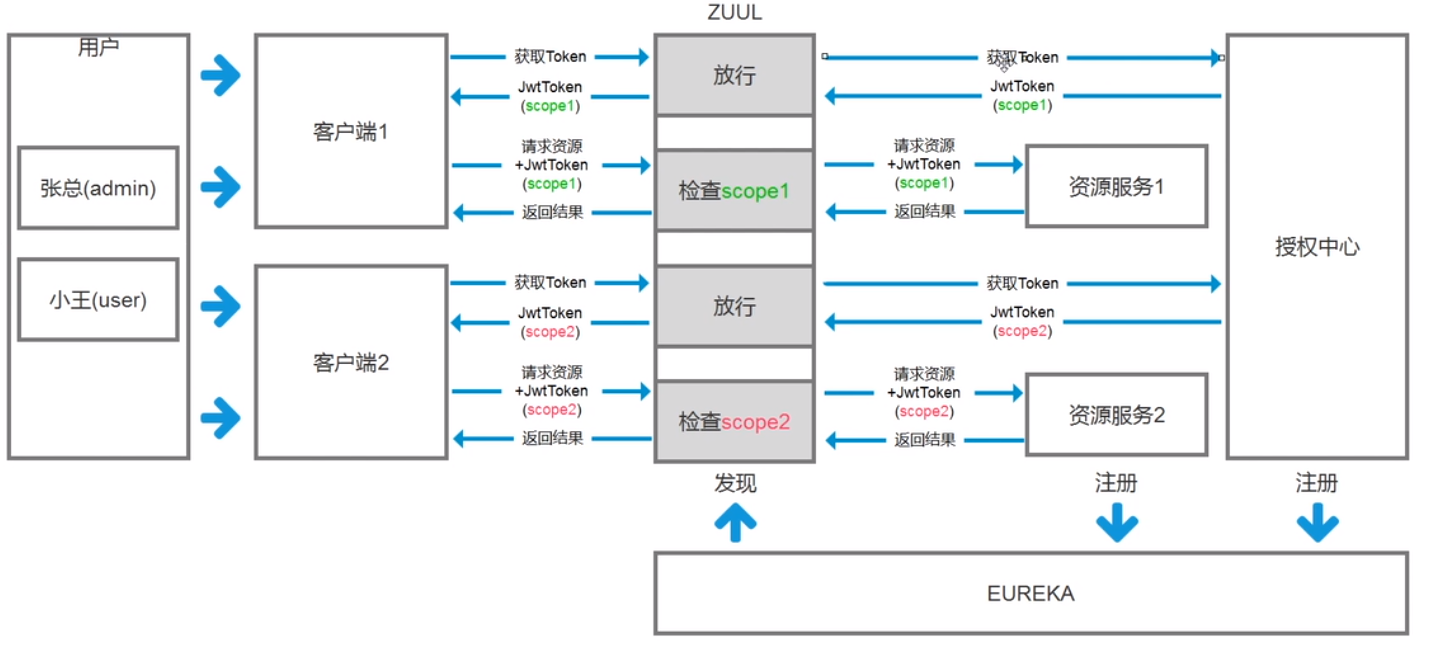 ZUUL
用户
张总(admin)
小王(user)
客户端1
获取Token
JwtToken
(scope1)
请求资源
+JwtToken
(scope1)
返回结果
放行
检查scope1
获取Token
JwtToken
(scope1)
请求资源
+JwtToken
(scope1)
返回结果
资源服务1
授权中心
客户端2
获取Token
JwtToken
(scope2)
请求资源
+JwtToken
(scope2)
返回结果
放行
检查scope2
获取Token
JwtToken
(scope2)
请求资源
+JwtToken
(scope2)
返回结果
资源服务2
发现
注册
注册
EUREKA